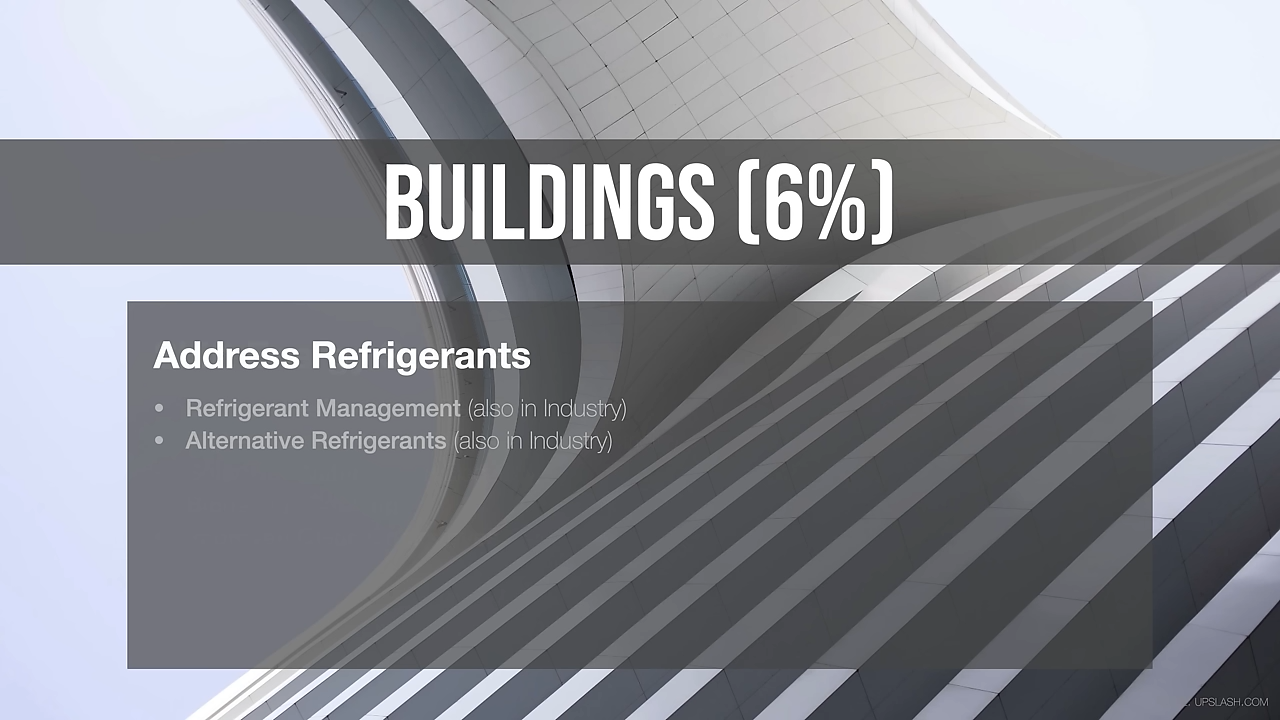 BUILDINGS (6%)
Address Refrigerants
• Refrigerant Management (also in Industry)
• Alternative Refrigerants (also in Industry)
UPSLASH.COM